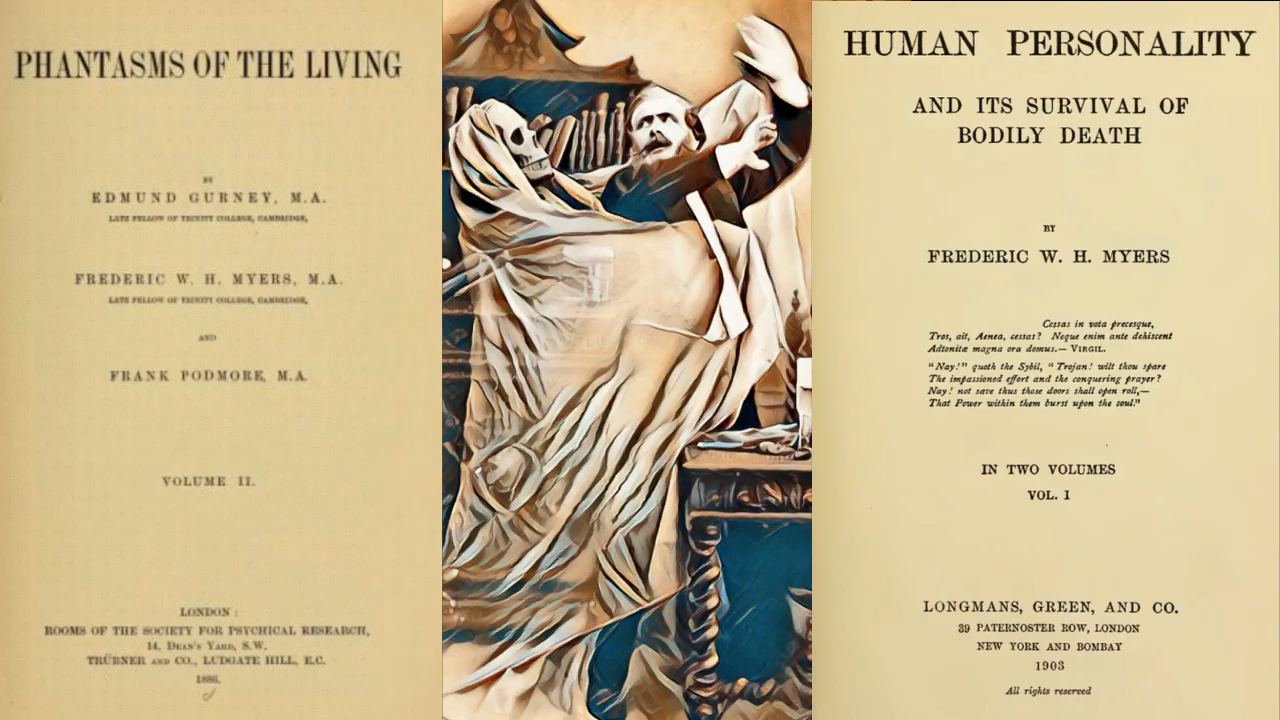 PHANTASMS OF THE LIVING
BY
EDMUND GURNEY, M.A.
LATE FELLOW OF TRINITY COLLEGE, CAMBRIDGE,
FREDERIC W. H. MYERS, M.A.
LATE FELLOW OF TRINITY COLLEGE, CAMBRIDGE,
AND
FRANK PODMORE, M.A.
VOLUME II.
LONDON:
ROOMS OF THE SOCIETY FOR PSYCHICAL RESEARCH,
14, DEAN'S YARD, S.W.
TRÜBNER AND CO., LUDGATE HILL, E.C.
1886.
HUMAN PERSONALITY
AND ITS SURVIVAL OF
BODILY DEATH
BY
FREDERIC W. H. MYERS
Cessas in vota precesque,
Tros, ait, Aenea, cessas? Neque enim ante dehiscent
Adtonitæ magna ora domus.— VIRGIL.
"Nay!" quoth the Sybil, "Trojan! wilt thou spare
The impassioned effort and the conquering prayer?
Nay! not save thus those doors shall open roll,—
That Power within them burst upon the soul."
IN TWO VOLUMES
VOL. I
LONGMANS, GREEN, AND CO.
39 PATERNOSTER ROW, LONDON
NEW YORK AND BOMBAY
1903
All rights reserved